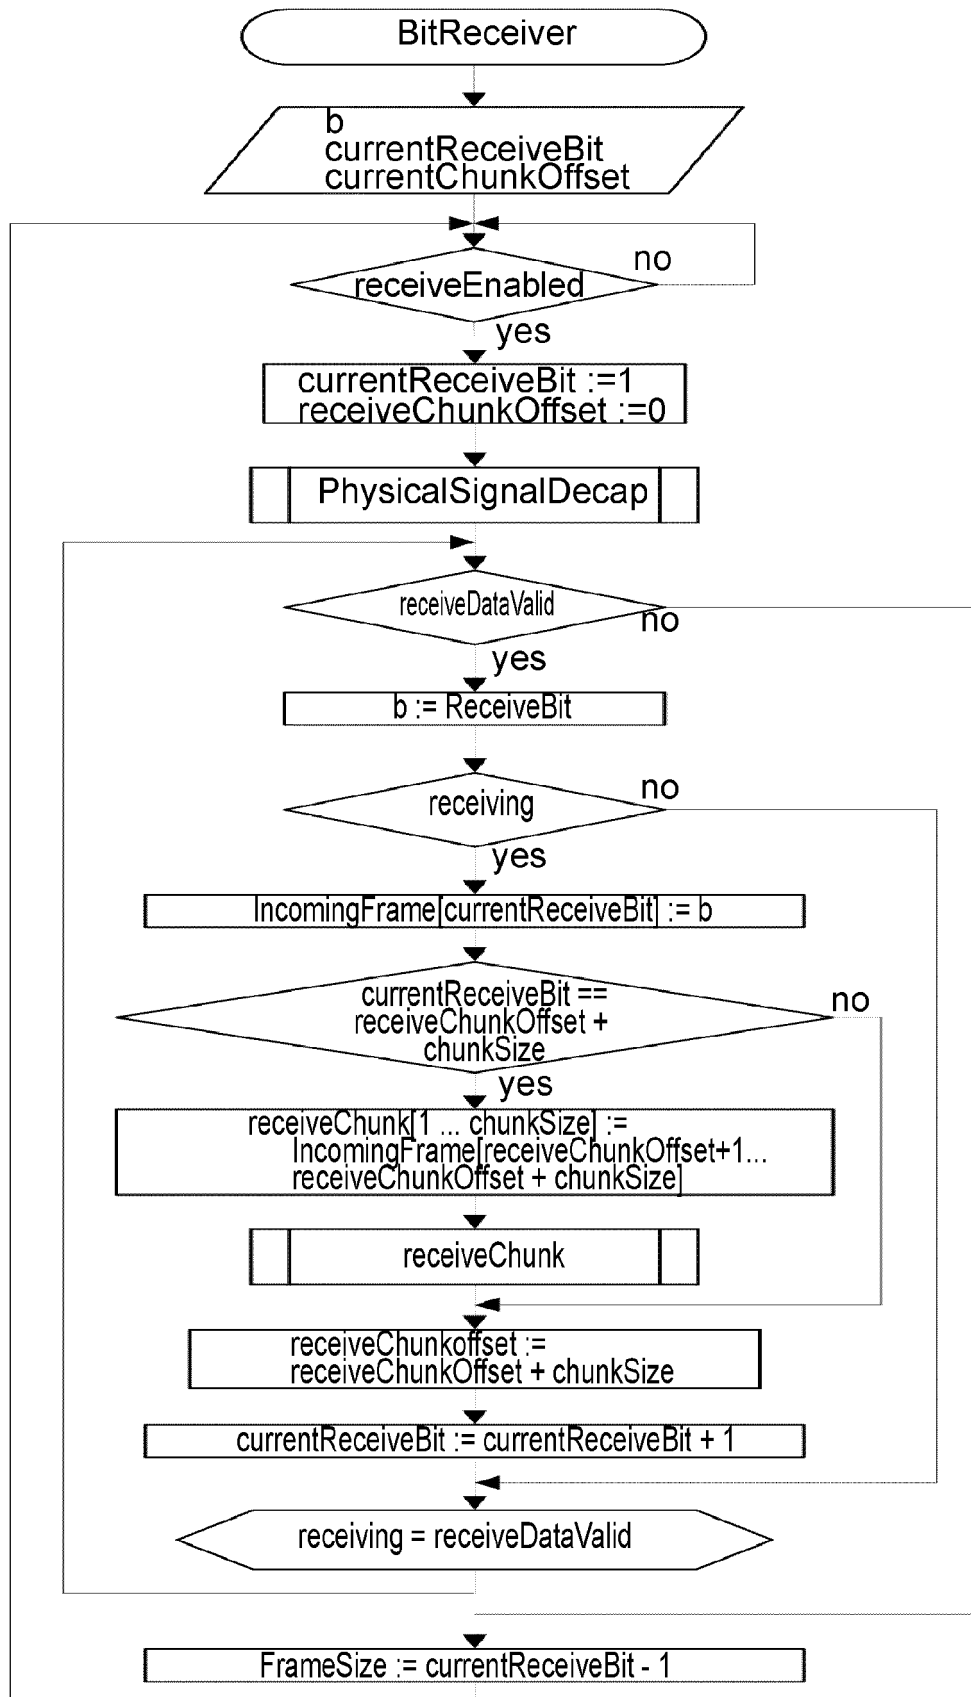 BitReceiver
b
currentReceiveBit
currentChunkOffset
receiveEnabled
no
yes
currentReceiveBit :=1
receiveChunkOffset :=0
PhysicalSignalDecap
receiveDataValid
no
yes
b := ReceiveBit
receiving
no
yes
IncomingFrame[currentReceiveBit] := b
currentReceiveBit ==
receiveChunkOffset +
chunkSize
no
yes
receiveChunk[1 ... chunkSize] :=
IncomingFrame[receiveChunkOffset+1...
receiveChunkOffset + chunkSize]
receiveChunk
receiveChunkoffset :=
receiveChunkOffset + chunkSize
currentReceiveBit := currentReceiveBit + 1
receiving = receiveDataValid
FrameSize := currentReceiveBit - 1